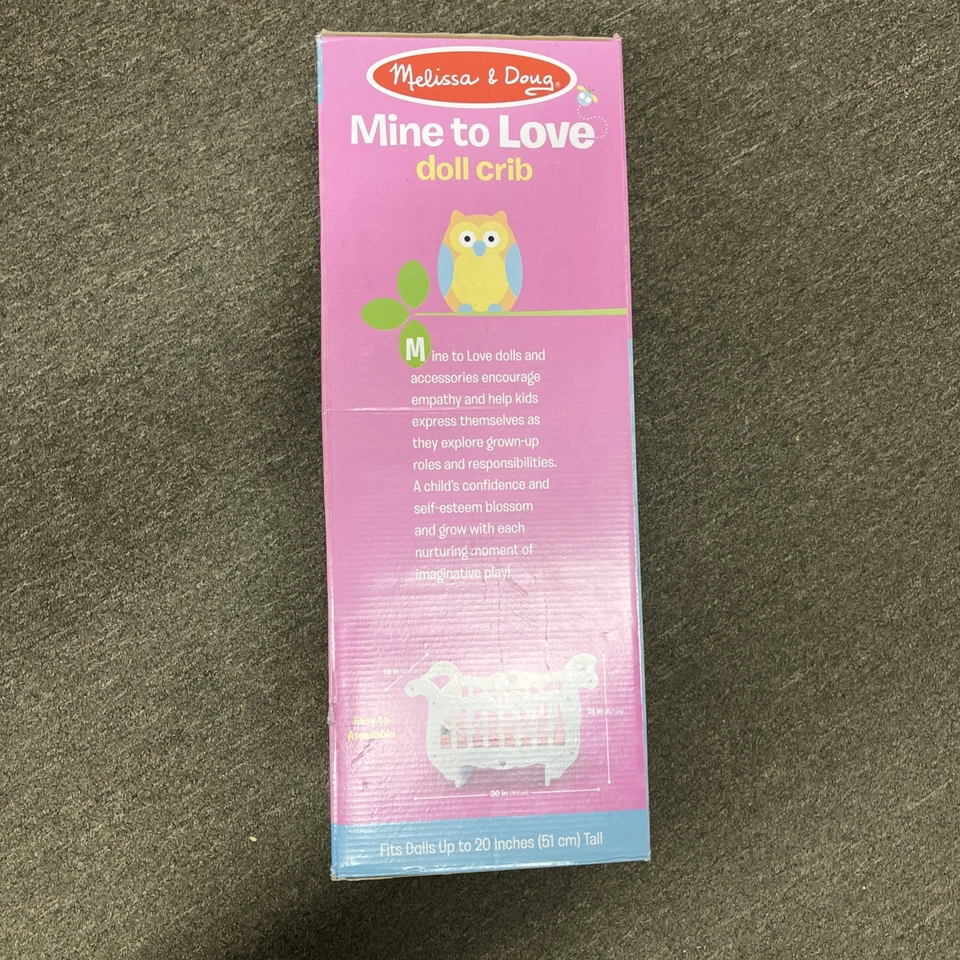 Melissa & Doug®
Mine to Love
doll crib
Mine to Love dolls and
accessories encourage
empathy and help kids
express themselves as
they explore grown-up
roles and responsibilities.
A child's confidence and
self-esteem blossom
and grow with each
nurturing moment of
imaginative play!
18 in
Easy to
Assemble
18 in
30 in
Fits Dolls Up to 20 Inches (51 cm) Tall